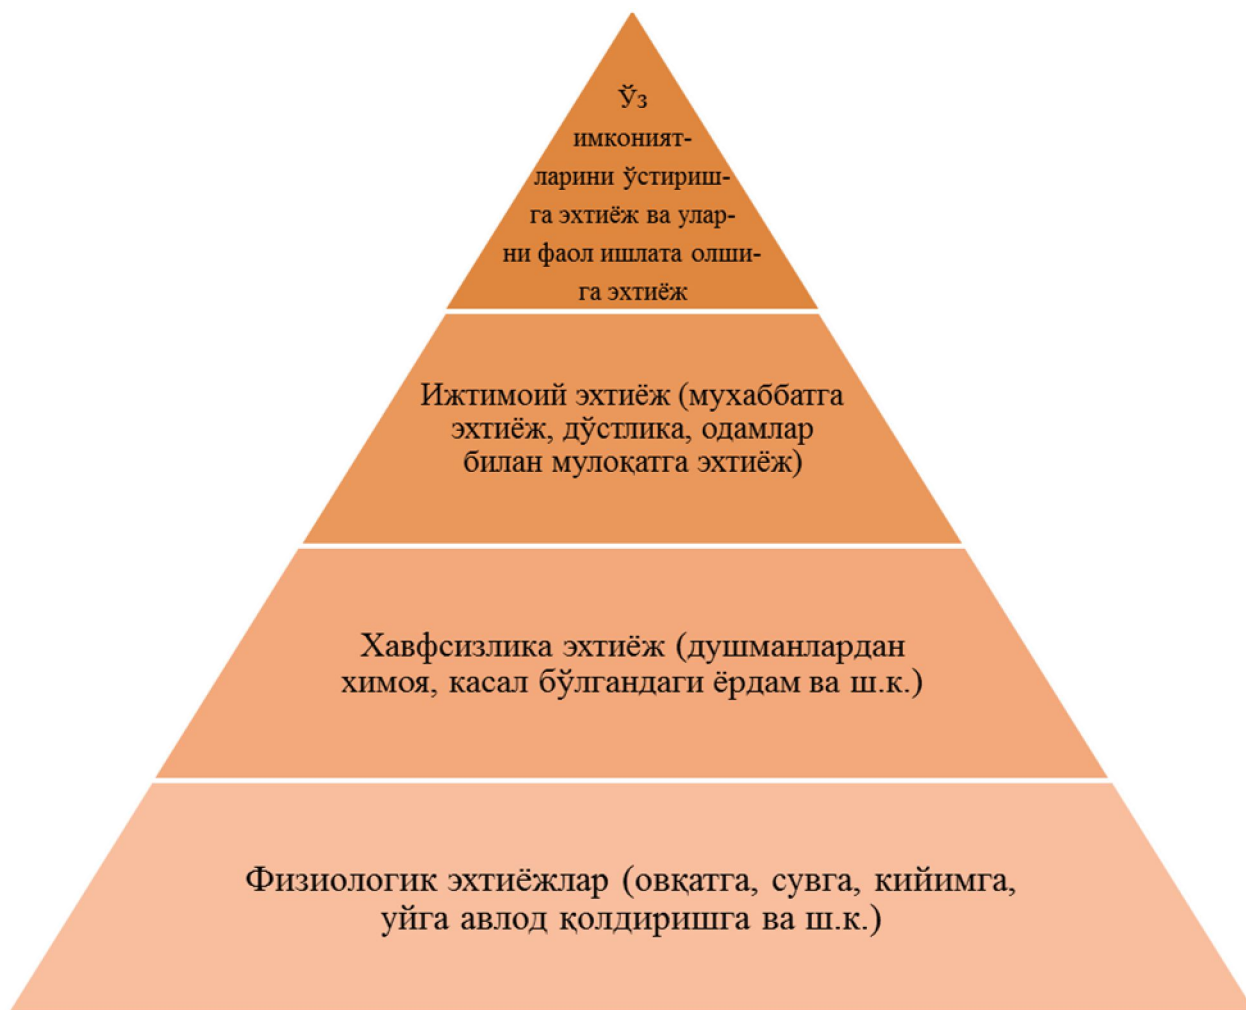 Ўз
имконият-
ларини ўстириш-
га эхтиёж ва улар-
ни фаол ишлата олши-
га эхтиёж
Ижтимоий эхтиёж (мухаббатга
эхтиёж, дўстлика, одамлар
билан мулоқатга эхтиёж)
Хавфсизлика эхтиёж (душманлардан
химоя, касал бўлгандаги ёрдам ва ш.к.)
Физиологик эхтиёжлар (овқатга, сувга, кийимга,
уйга авлод қолдиришга ва ш.к.)